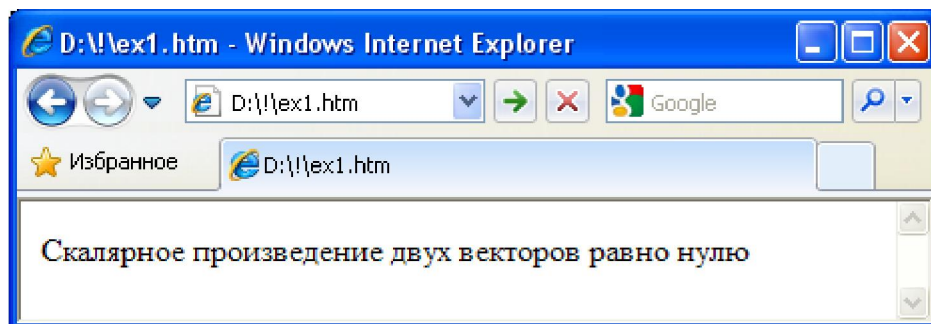 D:\!\ex1.htm - Windows Internet Explorer
D:\!\ex1.htm Google
Избранное D:\!\ex1.htm
Скалярное произведение двух векторов равно нулю